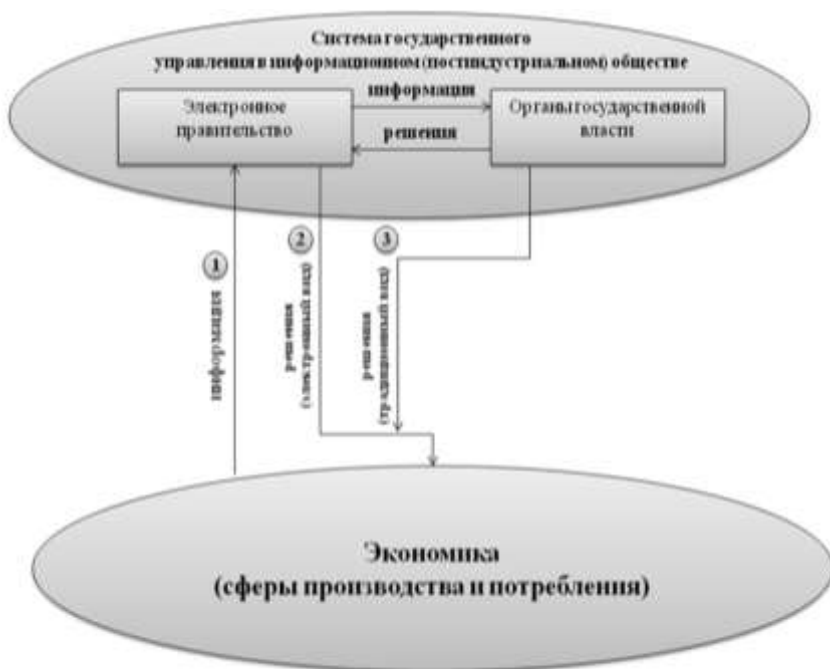 Система государственного
управления в информационном (постиндустриальном) обществе
информация
Электронное
правительство
Органы государственной
власти
решения
1
2
3
информация
решения
(электронный вид)
решения
(традиционный вид)
Экономика
(сферы производства и потребления)